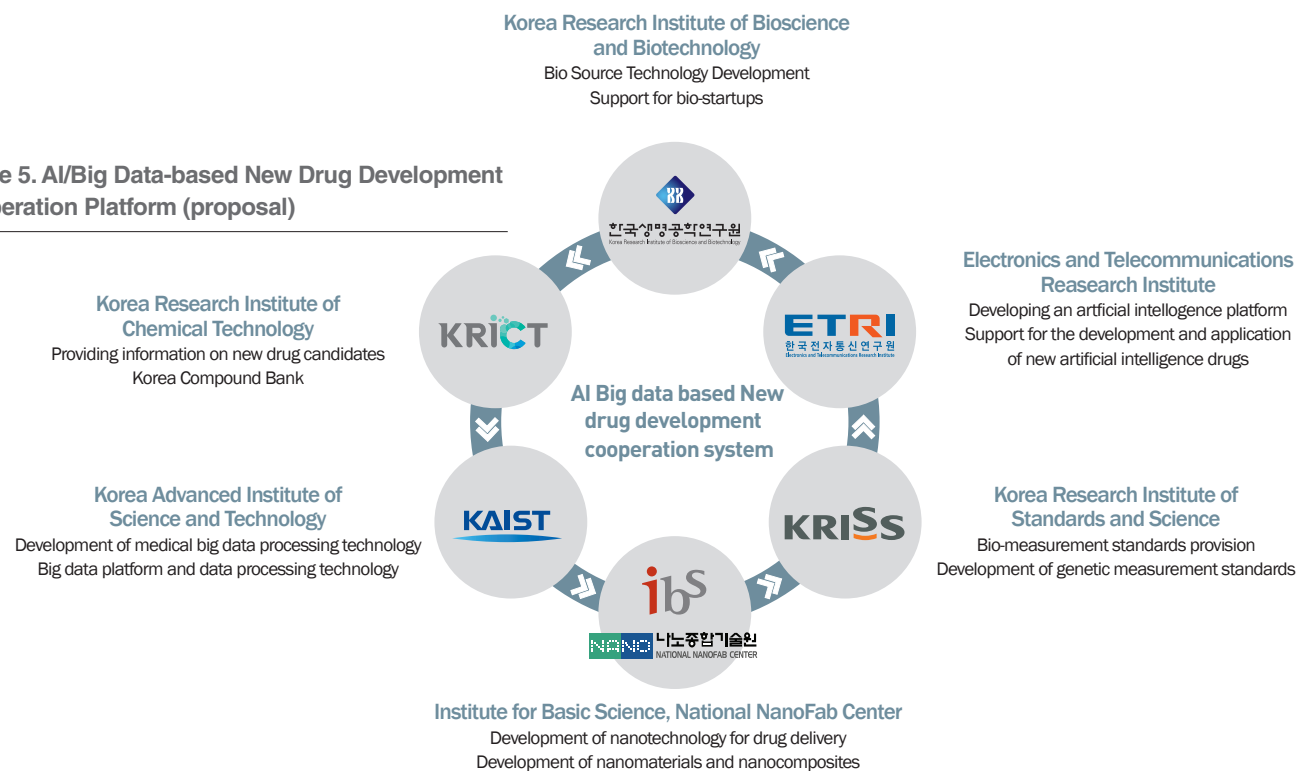 Korea Research Institute of Bioscience
and Biotechnology
Bio Source Technology Development
Support for bio-startups
e 5. AI/Big Data-based New Drug Development
peration Platform (proposal)
한국생명공학연구원
Korea Research Institute of Bioscience and Biotechnology
Electronics and Telecommunications
Reasearch Institute
Developing an artficial intellogence platform
Support for the development and application
of new artificial intelligence drugs
ETRI
한국전자통신연구원
Electronics and Telecommunications Research Institute
Korea Research Institute of
Chemical Technology
Providing information on new drug candidates
Korea Compound Bank
KRICT
AI Big data based New
drug development
cooperation system
Korea Advanced Institute of
Science and Technology
Development of medical big data processing technology
Big data platform and data processing technology
KAIST
KRISS
Korea Research Institute of
Standards and Science
Bio-measurement standards provision
Development of genetic measurement standards
ibs
NANO 나노종합기술원
NATIONAL NANOFAB CENTER
Institute for Basic Science, National NanoFab Center
Development of nanotechnology for drug delivery
Development of nanomaterials and nanocomposites